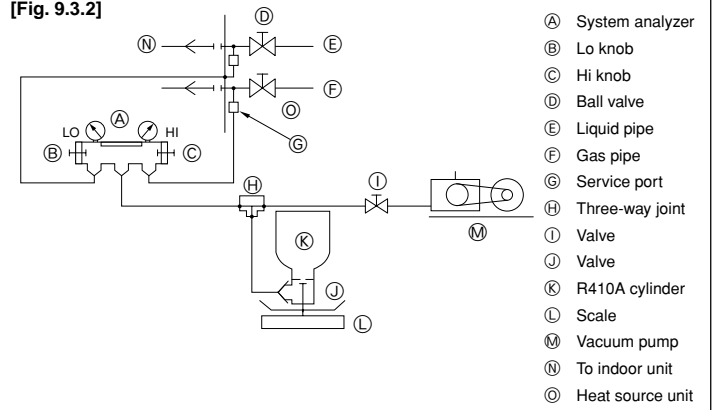 [Fig. 9.3.2]
Ⓓ
Ⓝ Ⓔ
Ⓕ
Ⓞ
Ⓐ
LO HI
Ⓑ Ⓒ
Ⓖ
Ⓗ Ⓘ
Ⓚ
Ⓜ
Ⓙ
Ⓛ
Ⓐ System analyzer
Ⓑ Lo knob
Ⓒ Hi knob
Ⓓ Ball valve
Ⓔ Liquid pipe
Ⓕ Gas pipe
Ⓖ Service port
Ⓗ Three-way joint
Ⓘ Valve
Ⓙ Valve
Ⓚ R410A cylinder
Ⓛ Scale
Ⓜ Vacuum pump
Ⓝ To indoor unit
Ⓞ Heat source unit